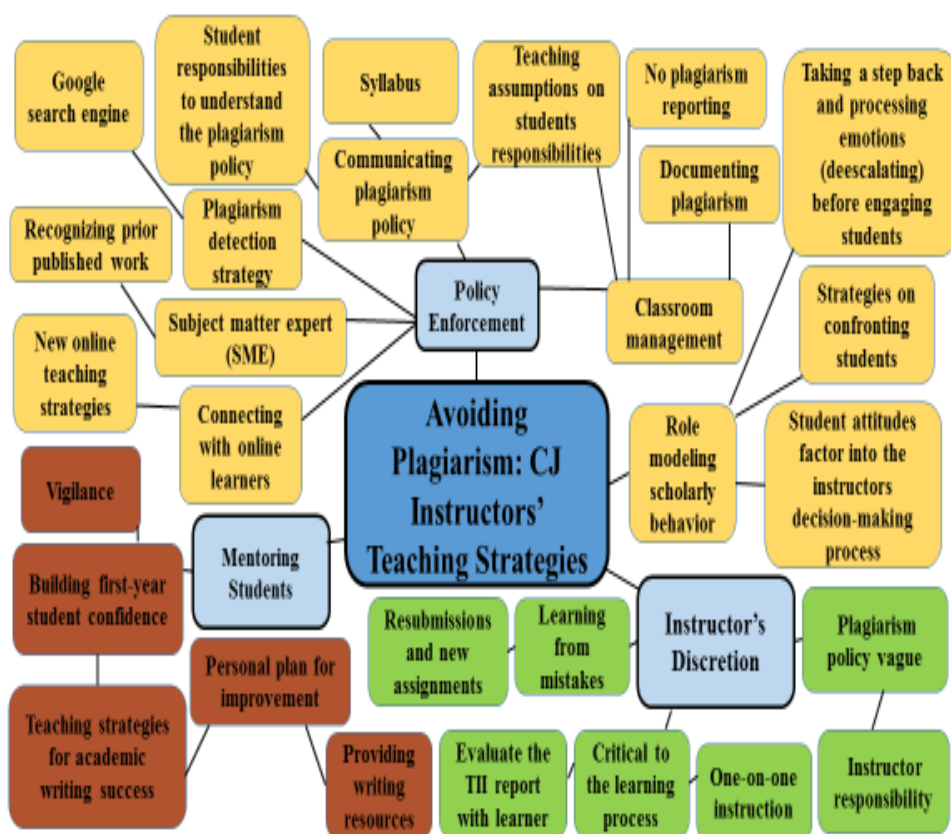 Google
search engine
Student
responsibilities
to understand
the plagiarism
policy
Syllabus
Teaching
assumptions on
students
responsibilities
No plagiarism
reporting
Taking a step back
and processing
emotions
(deescalating)
before engaging
students
Communicating
plagiarism
policy
Documenting
plagiarism
Recognizing prior
published work
Plagiarism
detection
strategy
Policy
Enforcement
Classroom
management
Strategies on
confronting
students
New online
teaching
strategies
Subject matter expert
(SME)
Connecting
with online
learners
Avoiding
Plagiarism: CJ
Instructors’
Teaching Strategies
Role
modeling
scholarly
behavior
Student attitudes
factor into the
instructors
decision-making
process
Vigilance
Mentoring
Students
Building first-year
student confidence
Personal plan for
improvement
Teaching strategies
for academic
writing success
Providing
writing
resources
Resubmissions
and new
assignments
Learning
from
mistakes
Instructor’s
Discretion
Plagiarism
policy vague
Evaluate the
TII report
with learner
Critical to
the learning
process
One-on-one
instruction
Instructor
responsibility